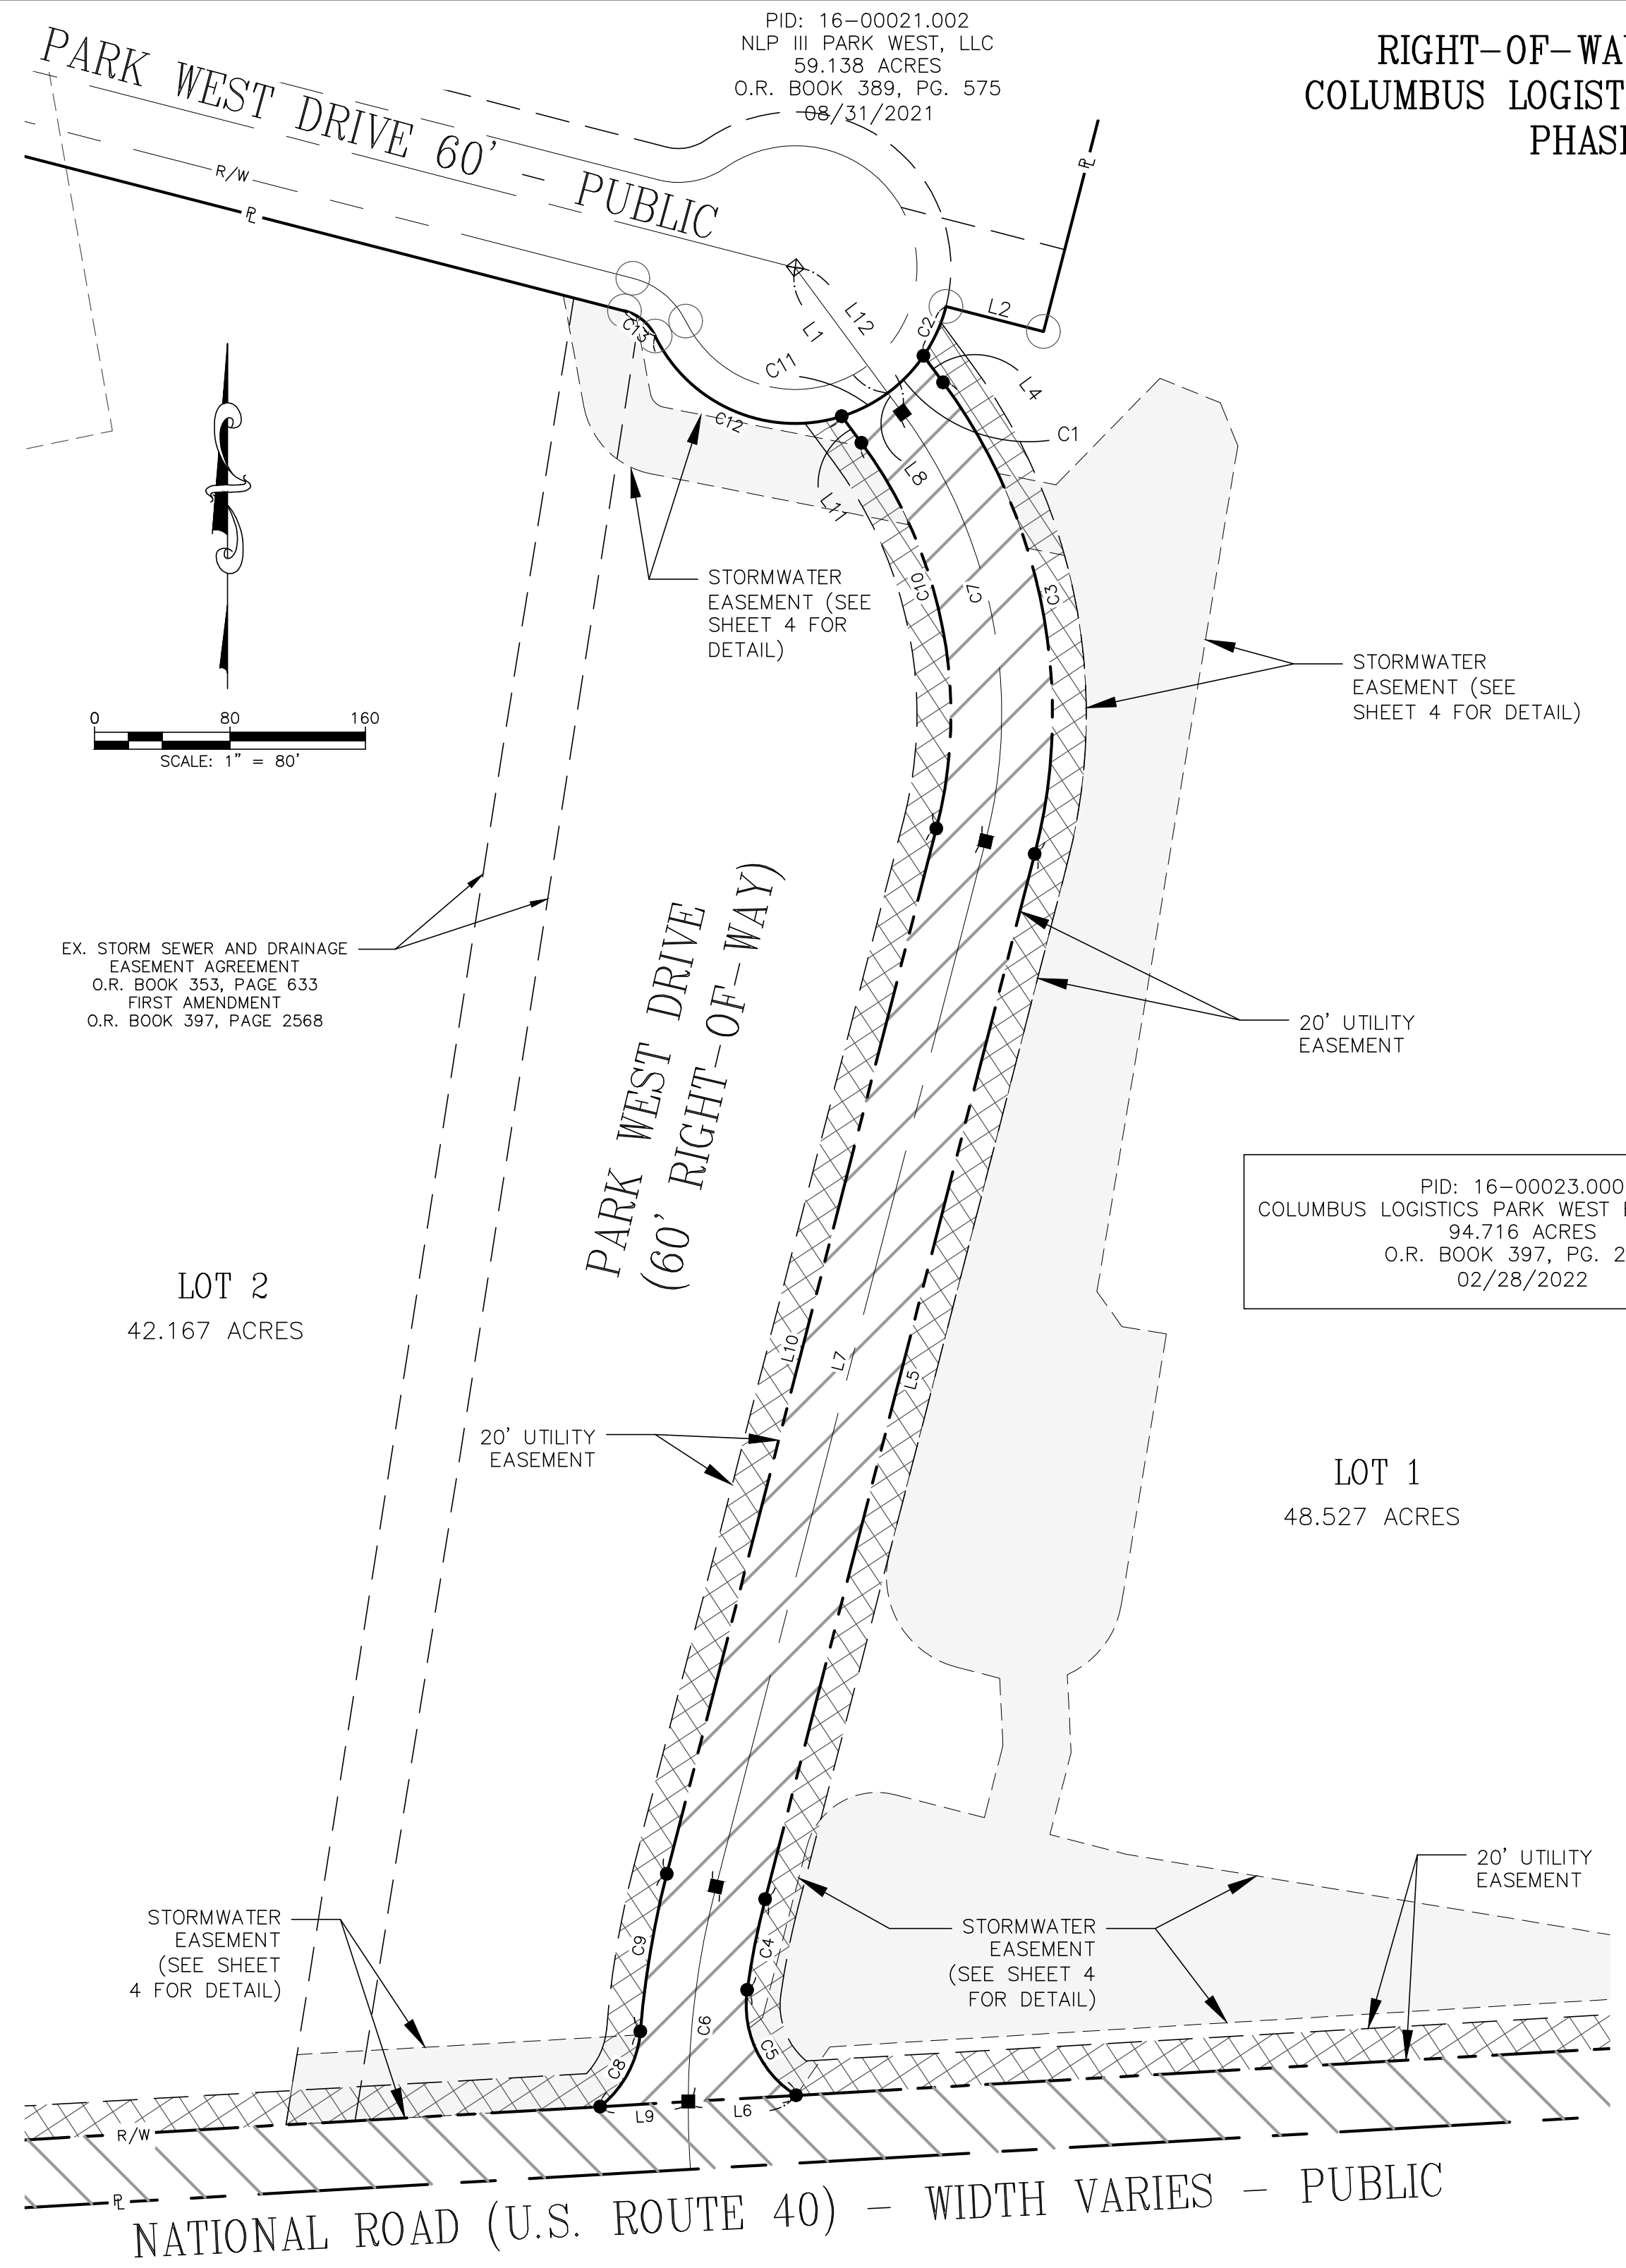 PID: 16-00021.002
NLP III PARK WEST, LLC
59.138 ACRES
O.R. BOOK 389, PG. 575
08/31/2021
RIGHT-OF-WA
COLUMBUS LOGIST
PHAS
PARK WEST DRIVE 60' - PUBLIC
R/W
PL
PL
L2
C2
L12
L1
C13
C11
L4
C12
C1
L8
L11
STORMWATER
EASEMENT (SEE
SHEET 4 FOR
DETAIL)
C10
C7
C3
STORMWATER
EASEMENT (SEE
SHEET 4 FOR DETAIL)
0 80 160
SCALE: 1" = 80'
EX. STORM SEWER AND DRAINAGE
EASEMENT AGREEMENT
O.R. BOOK 353, PAGE 633
FIRST AMENDMENT
O.R. BOOK 397, PAGE 2568
PARK WEST DRIVE
(60' RIGHT-OF-WAY)
20' UTILITY
EASEMENT
PID: 16-00023.000
COLUMBUS LOGISTICS PARK WEST
94.716 ACRES
O.R. BOOK 397, PG. 2
02/28/2022
LOT 2
42.167 ACRES
L10
L7
L5
20' UTILITY
EASEMENT
LOT 1
48.527 ACRES
20' UTILITY
EASEMENT
STORMWATER
EASEMENT
(SEE SHEET
4 FOR DETAIL)
C9
C4
STORMWATER
EASEMENT
(SEE SHEET 4
FOR DETAIL)
C6
C8
C5
L9
L6
R/W
PL
NATIONAL ROAD (U.S. ROUTE 40) - WIDTH VARIES - PUBLIC